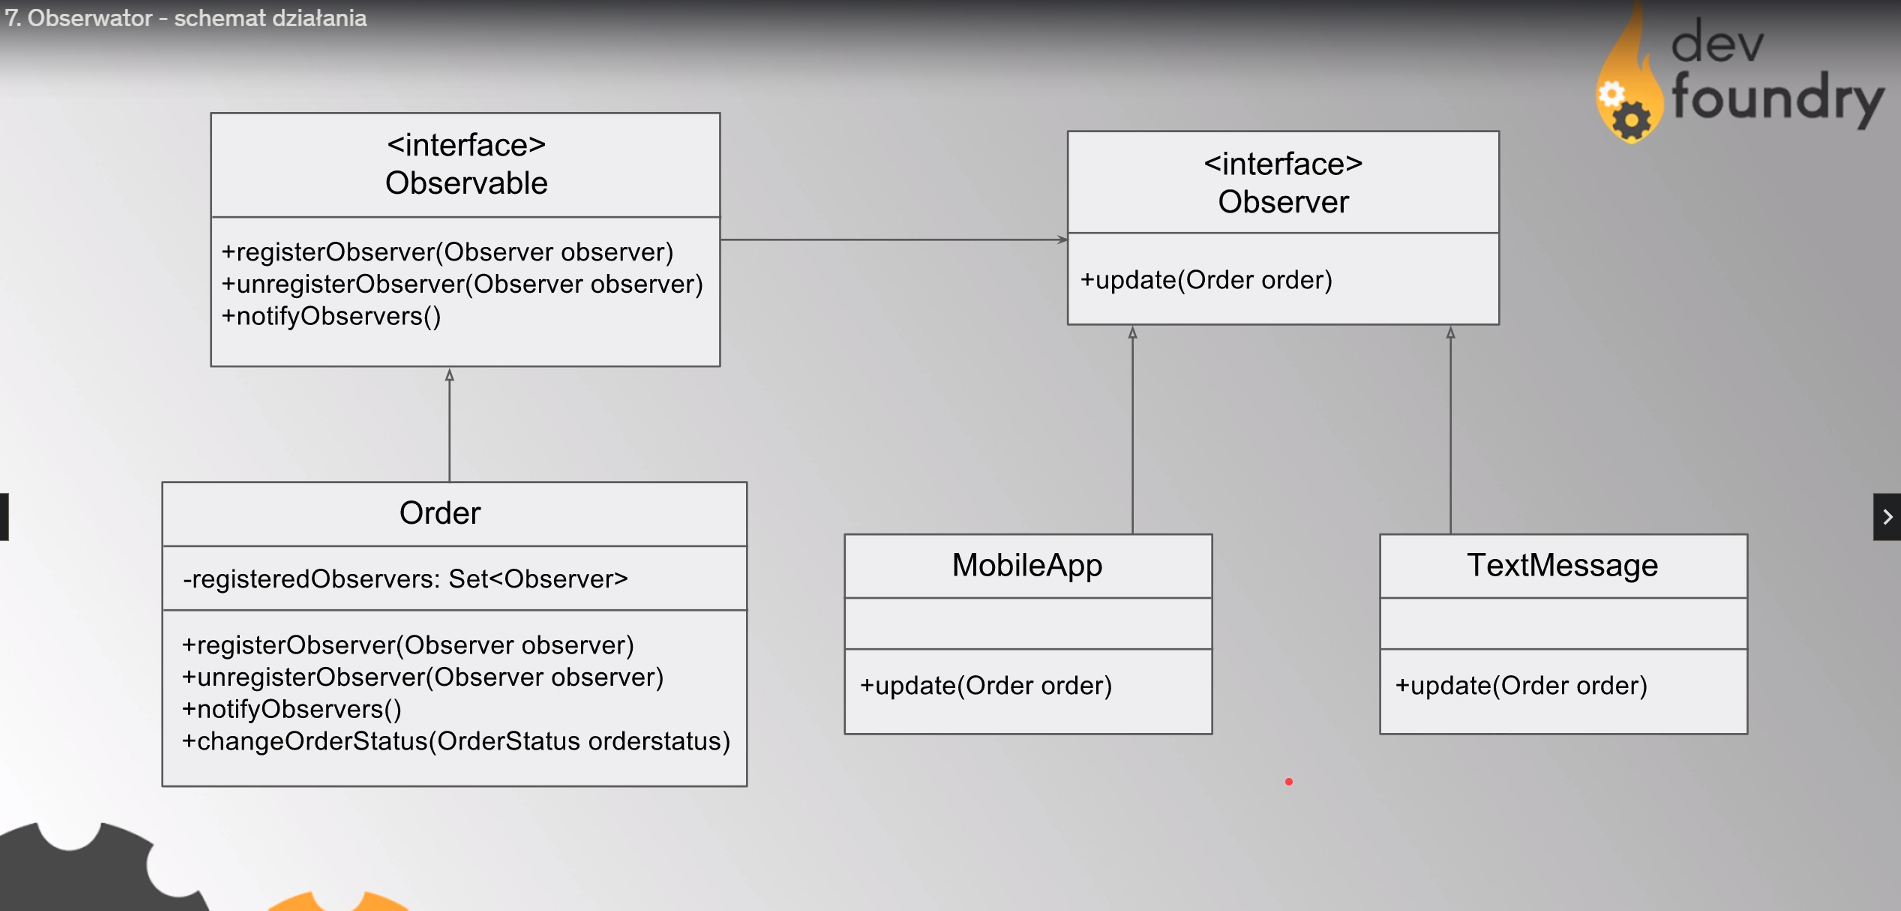 7. Obserwator - schemat działania
dev
foundry
<interface>
Observable
+registerObserver(Observer observer)
+unregisterObserver(Observer observer)
+notifyObservers()
<interface>
Observer
+update(Order order)
Order
-registeredObservers: Set<Observer>
+registerObserver(Observer observer)
+unregisterObserver(Observer observer)
+notifyObservers()
+changeOrderStatus(OrderStatus orderstatus)
MobileApp
+update(Order order)
TextMessage
+update(Order order)